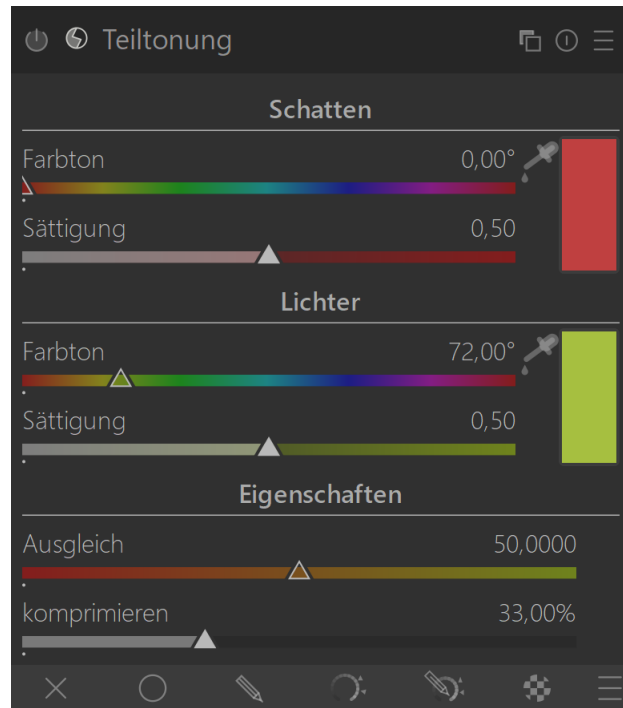 Teiltonung
Schatten
Farbton 0,00°
Sättigung 0,50
Lichter
Farbton 72,00°
Sättigung 0,50
Eigenschaften
Ausgleich 50,0000
komprimieren 33,00%